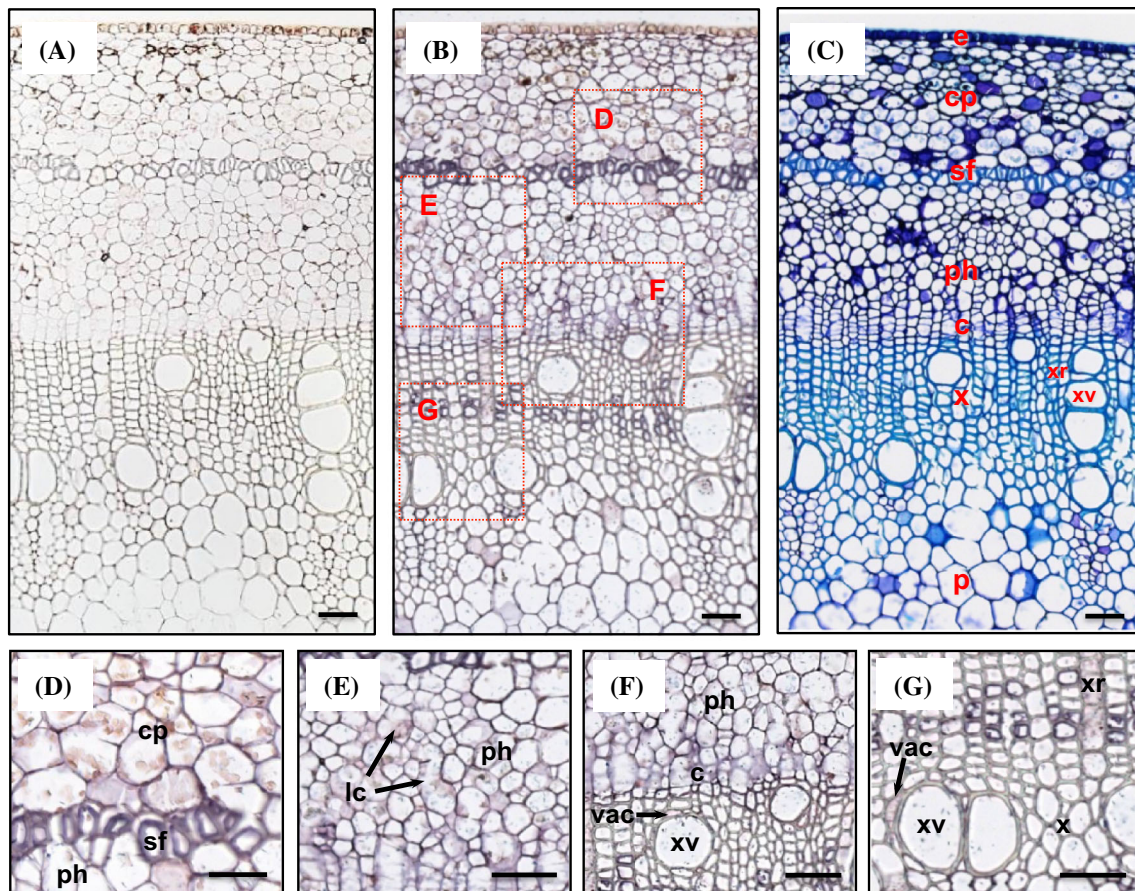 (A)
(B)
D
E
F
G
(C)
e
cp
sf
ph
c
xr
x
xv
p
(D)
cp
sf
ph
(E)
ph
lc
(F)
ph
c
vac
xv
(G)
xr
vac
xv
x